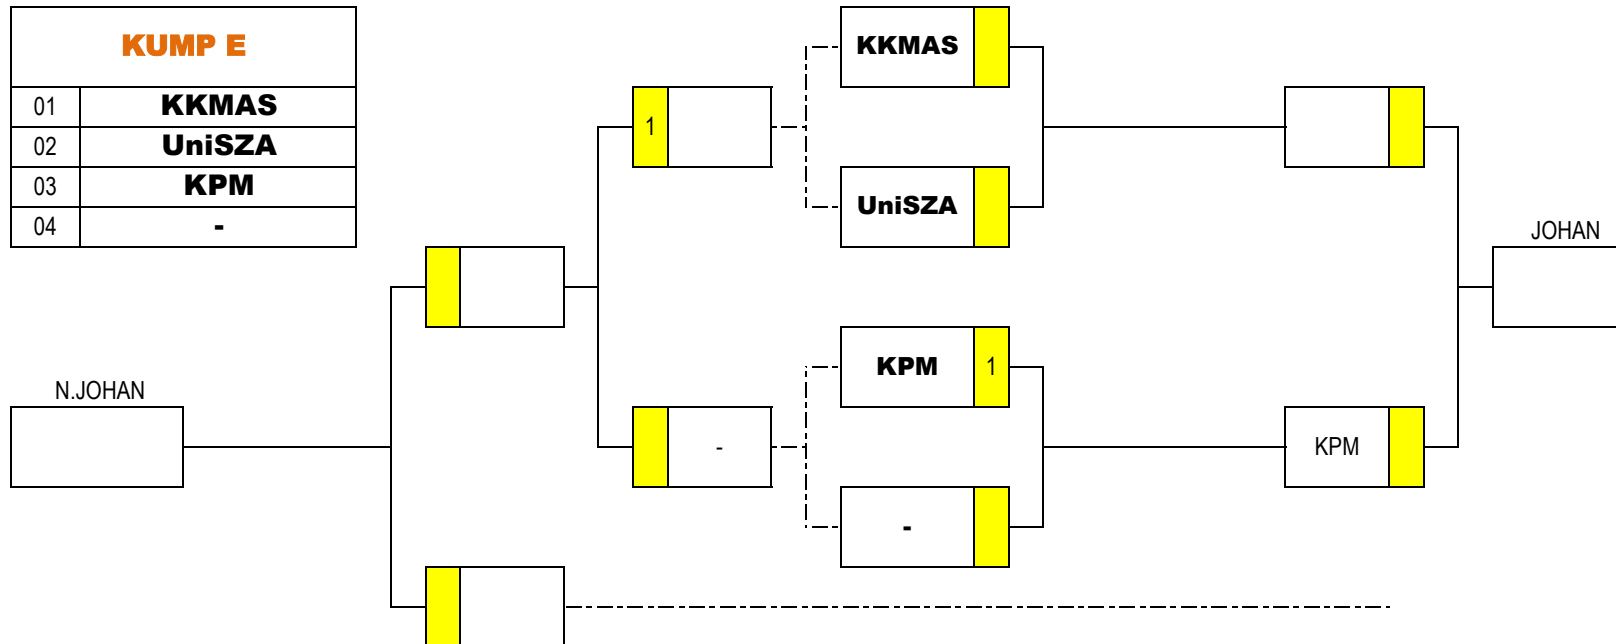 KUMP E
01 KKMAS
02 UniSZA
03 KPM
04 -
KKMAS
1
UniSZA
JOHAN
KPM 1
N.JOHAN
-
KPM
-